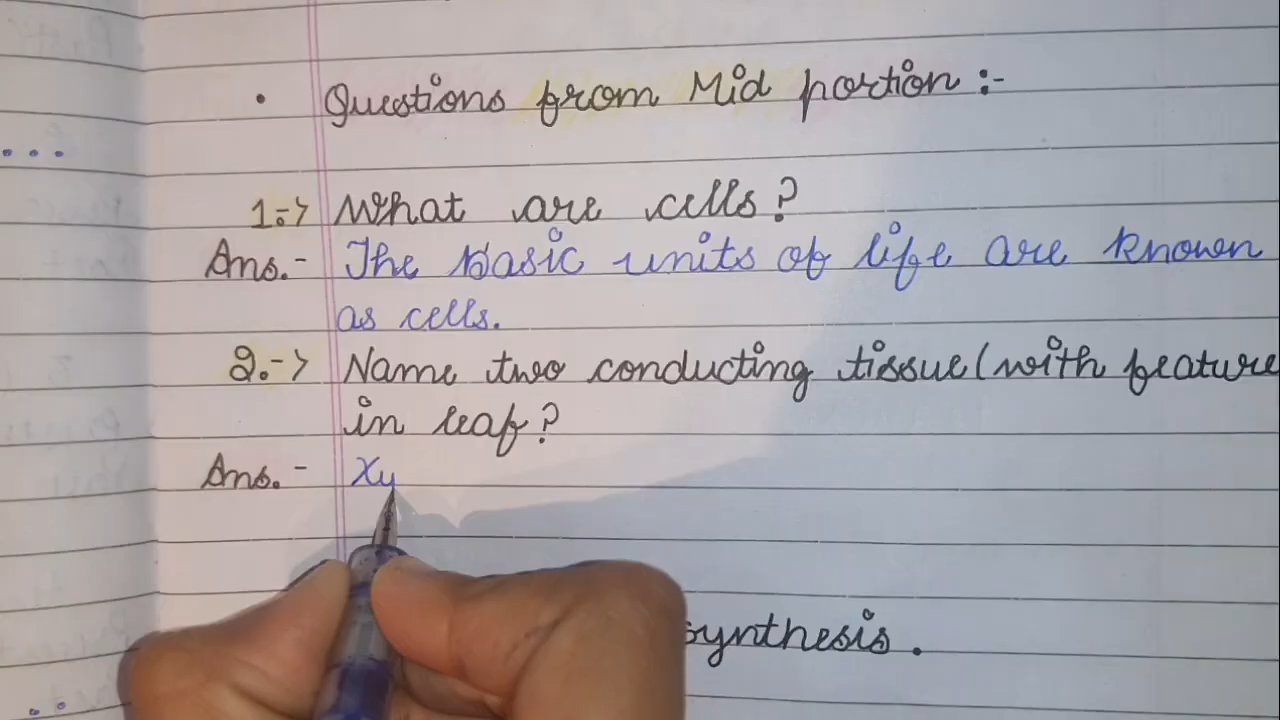 • Questions from Mid portion :-
1.-> What are cells?
Ans.- The basic units of life are known
as cells.
2.-> Name two conducting tissue (with feature
in leaf?
Ans.- Xy
synthesis.